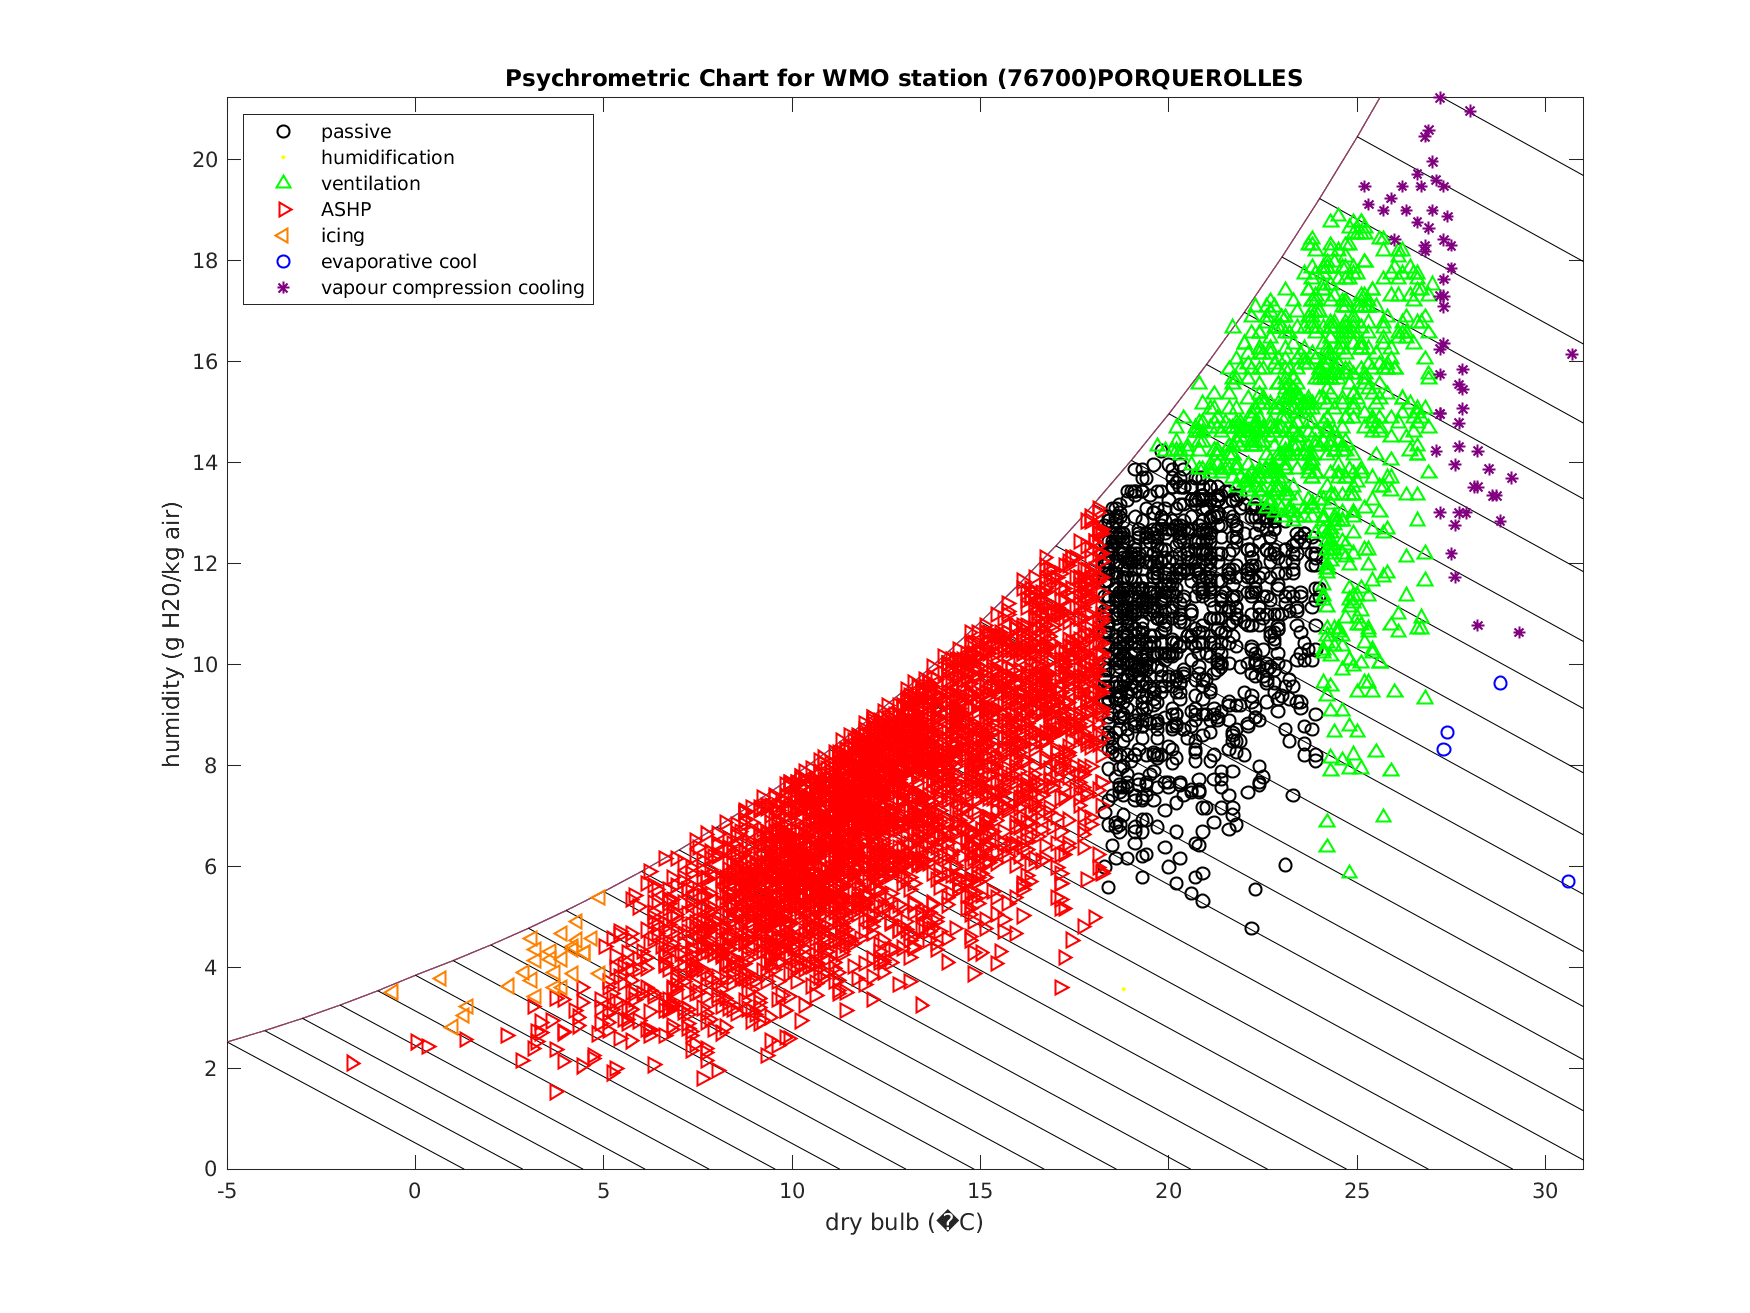 Psychrometric Chart for WMO station (76700)PORQUEROLLES
passive
humidification
ventilation
ASHP
icing
evaporative cool
vapour compression cooling
humidity (g H20/kg air)
20
18
16
14
12
10
8
6
4
2
0
-5 0 5 10 15 20 25 30
dry bulb (�C)